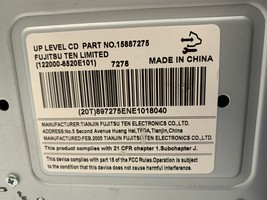 UP LEVEL CD PART NO.15887275
FUJITSU TEN LIMITED
(122000-8520E101) 7275
MADE IN CHINA
(20T)897275ENE1018040
MANUFACTURER:TIANJIN FUJITSU TEN ELECTRONICS CO.,LTD.
ADDRESS:No.5 Second Avenue Huang Hai,TEDA,Tianjin,China
MANUFACTURED:FEB.2005 TIANJIN FUJITSU TEN ELECTRONICS CO.,LTD.
This product complies with 21 CFR chapter 1.Subchapter J.
This device complies with part 15 of the FCC Rules.Operation is subject
to the condition that this device does not cause harmful interference.